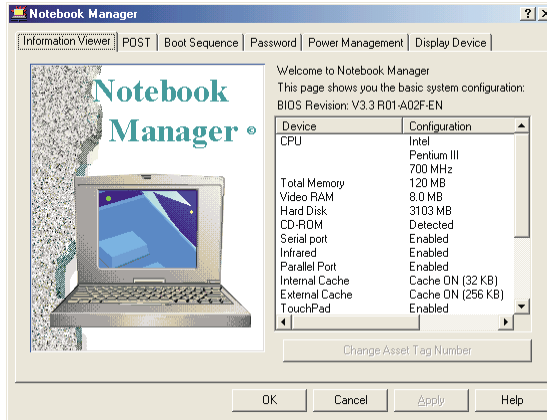 Notebook Manager
Information Viewer POST Boot Sequence Password Power Management Display Device
Notebook
Manager ®
Welcome to Notebook Manager
This page shows you the basic system configuration:
BIOS Revision: V3.3 R01-A02F-EN
Device Configuration
CPU Intel
Pentium III
700 MHz
Total Memory 120 MB
Video RAM 8.0 MB
Hard Disk 3103 MB
CD-ROM Detected
Serial port Enabled
Infrared Enabled
Parallel Port Enabled
Internal Cache Cache ON (32 KB)
External Cache Cache ON (256 KB)
TouchPad Enabled
Change Asset Tag Number
OK Cancel Apply Help